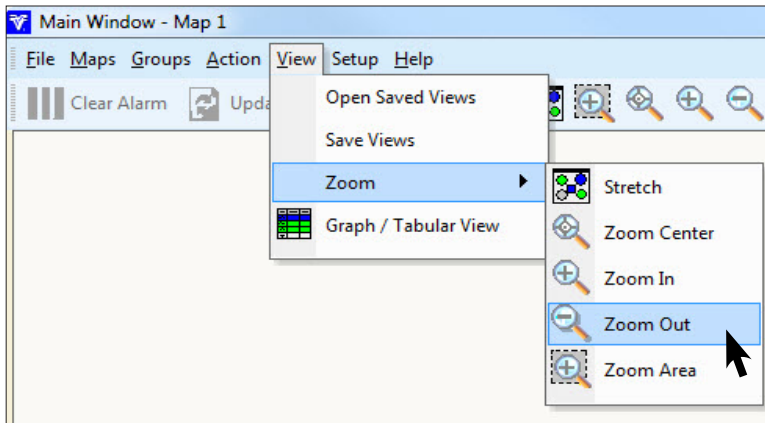 Main Window - Map 1
File Maps Groups Action View Setup Help
Clear Alarm
Open Saved Views
Save Views
Zoom
Graph / Tabular View
Stretch
Zoom Center
Zoom In
Zoom Out
Zoom Area